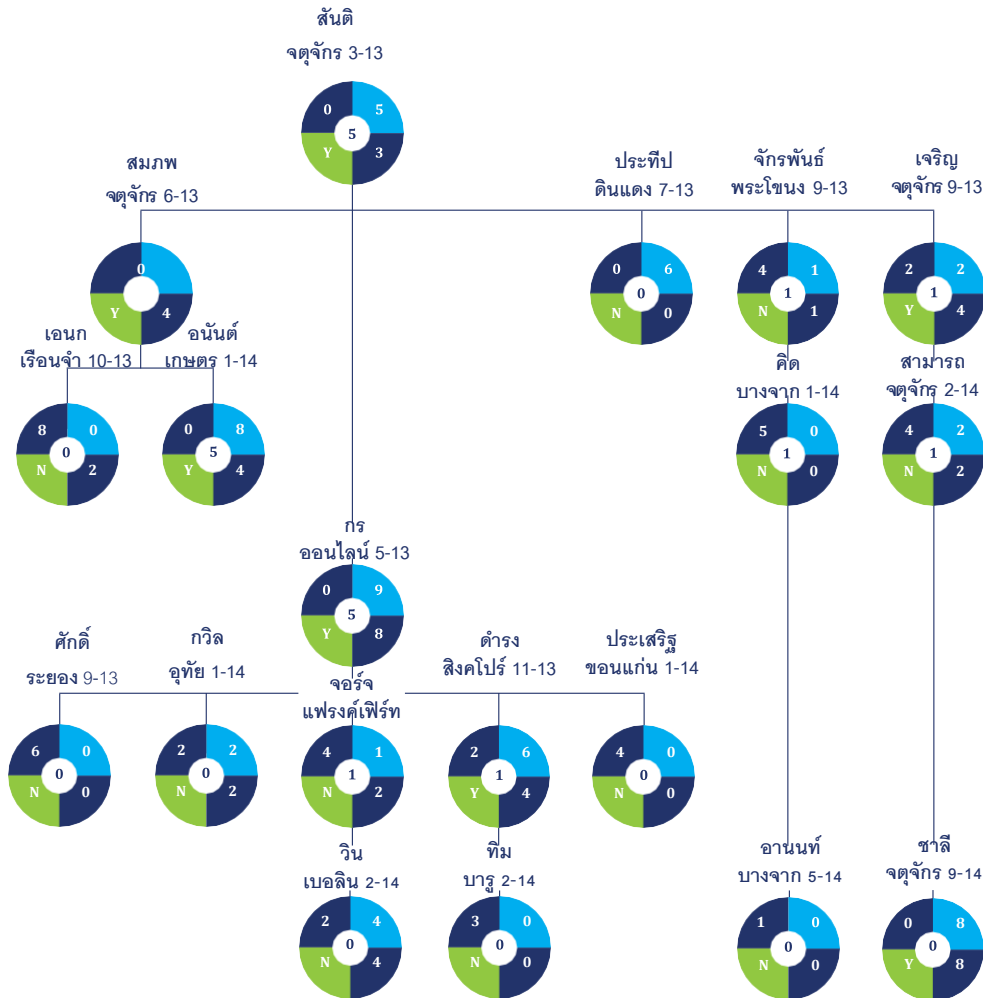 สันติ
จตุจักร 3-13
0 5
5
Y 3
สมภพ
จตุจักร 6-13
0
Y 4
ประทีป
ดินแดง 7-13
0 6
0
N 0
จักรพันธ์
พระโขนง 9-13
4 1
1
N 1
เจริญ
จตุจักร 9-13
2 2
1
Y 4
เอนก
เรือนจำ 10-13
8 0
0
N 2
อนันต์
เกษตร 1-14
0 8
5
Y 4
คิด
บางจาก 1-14
5 0
1
N 0
สามารถ
จตุจักร 2-14
4 2
1
N 2
กร
ออนไลน์ 5-13
0 9
5
Y 8
ศักดิ์
ระยอง 9-13
6 0
0
N 0
กวิล
อุทัย 1-14
2 2
0
N 2
จอร์จ
แฟรงค์เฟิร์ท
4 1
1
N 2
ดำรง
สิงคโปร์ 11-13
2 6
1
Y 4
ประเสริฐ
ขอนแก่น 1-14
4 0
0
N 0
วิน
เบอลิน 2-14
2 4
0
N 4
ทิม
บารู 2-14
3 0
0
N 0
อานนท์
บางจาก 5-14
1 0
0
N 0
ชาลี
จตุจักร 9-14
0 8
0
Y 8